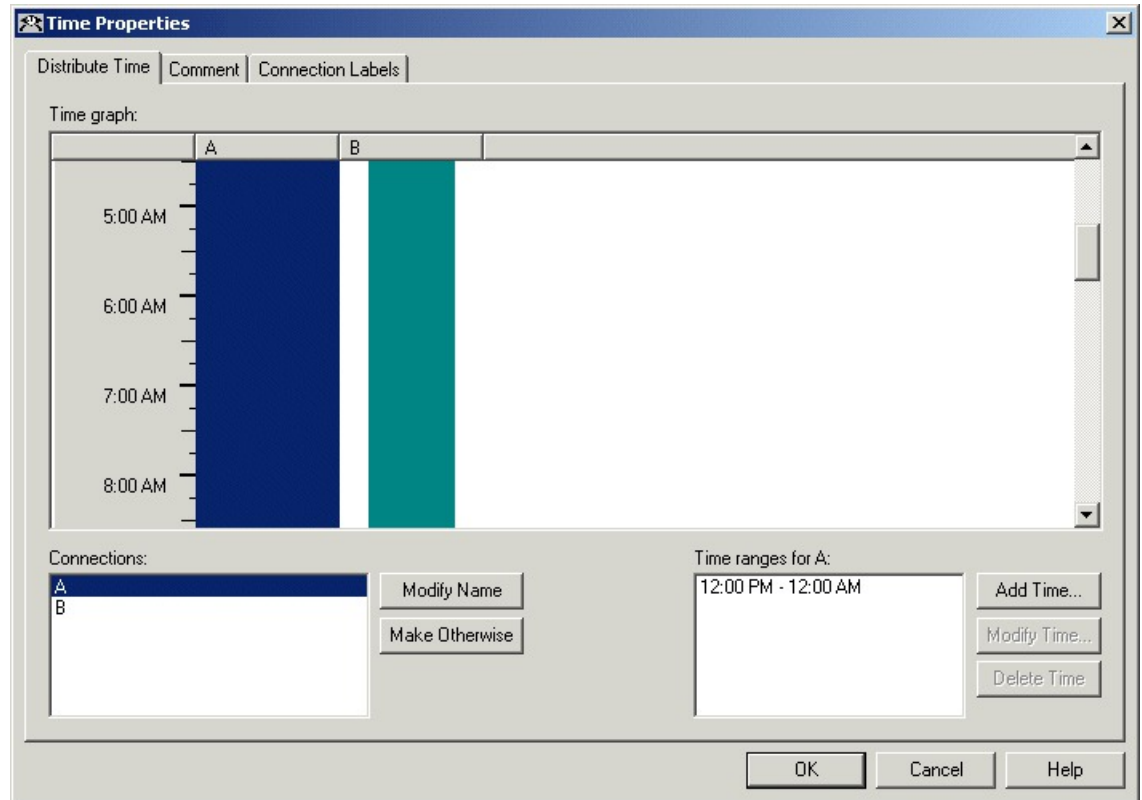 Time Properties
Distribute Time
Comment
Connection Labels
Time graph:
A
B
5:00 AM
6:00 AM
7:00 AM
8:00 AM
Connections:
A
B
Modify Name
Make Otherwise
Time ranges for A:
12:00 PM - 12:00 AM
Add Time...
Modify Time...
Delete Time
OK
Cancel
Help